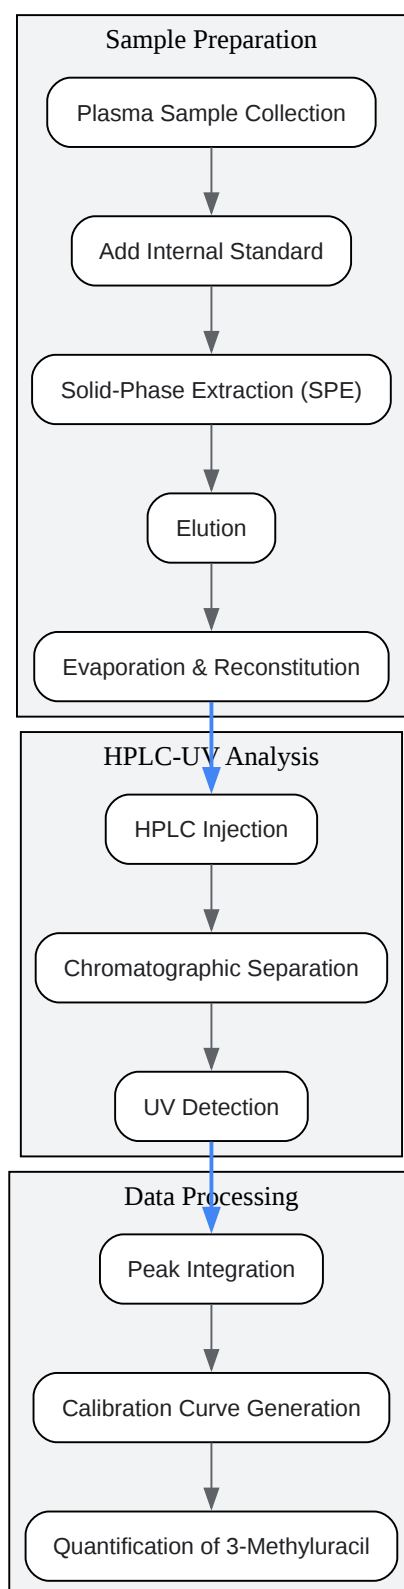 Sample Preparation
Plasma Sample Collection
Add Internal Standard
Solid-Phase Extraction (SPE)
Elution
Evaporation & Reconstitution
HPLC-UV Analysis
HPLC Injection
Chromatographic Separation
UV Detection
Data Processing
Peak Integration
Calibration Curve Generation
Quantification of 3-Methyluracil